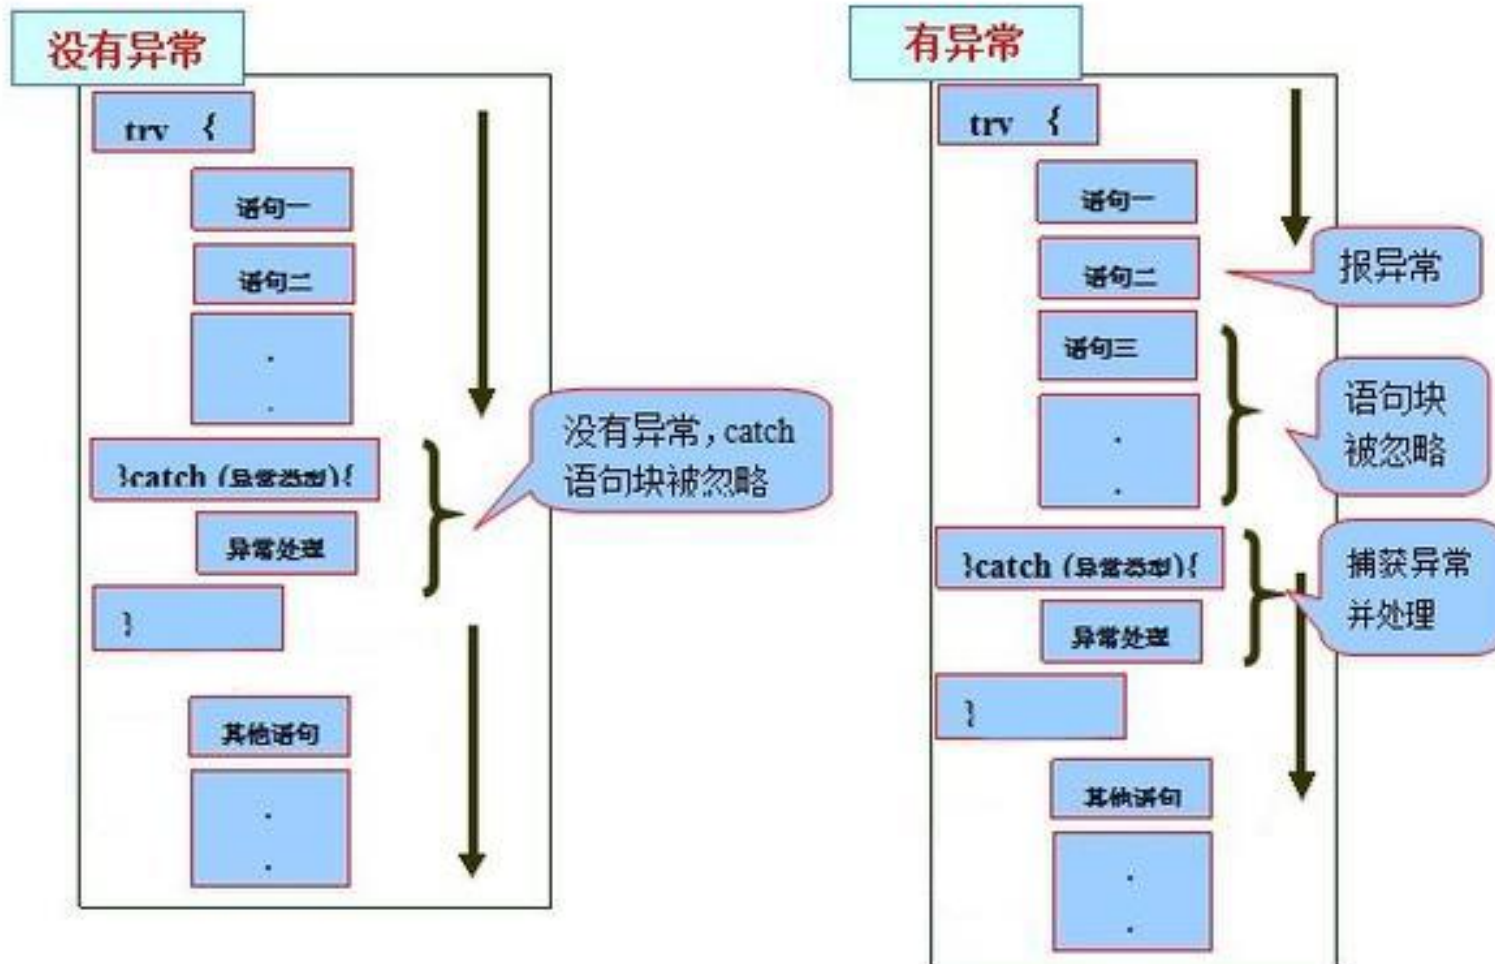 没有异常
try {
语句一
语句二
.
.
}catch (异常类型){
异常处理
}
其他语句
.
.
没有异常,catch
语句块被忽略
有异常
try {
语句一
语句二
语句三
.
.
}catch (异常类型){
异常处理
}
其他语句
.
.
报异常
语句块
被忽略
捕获异常
并处理